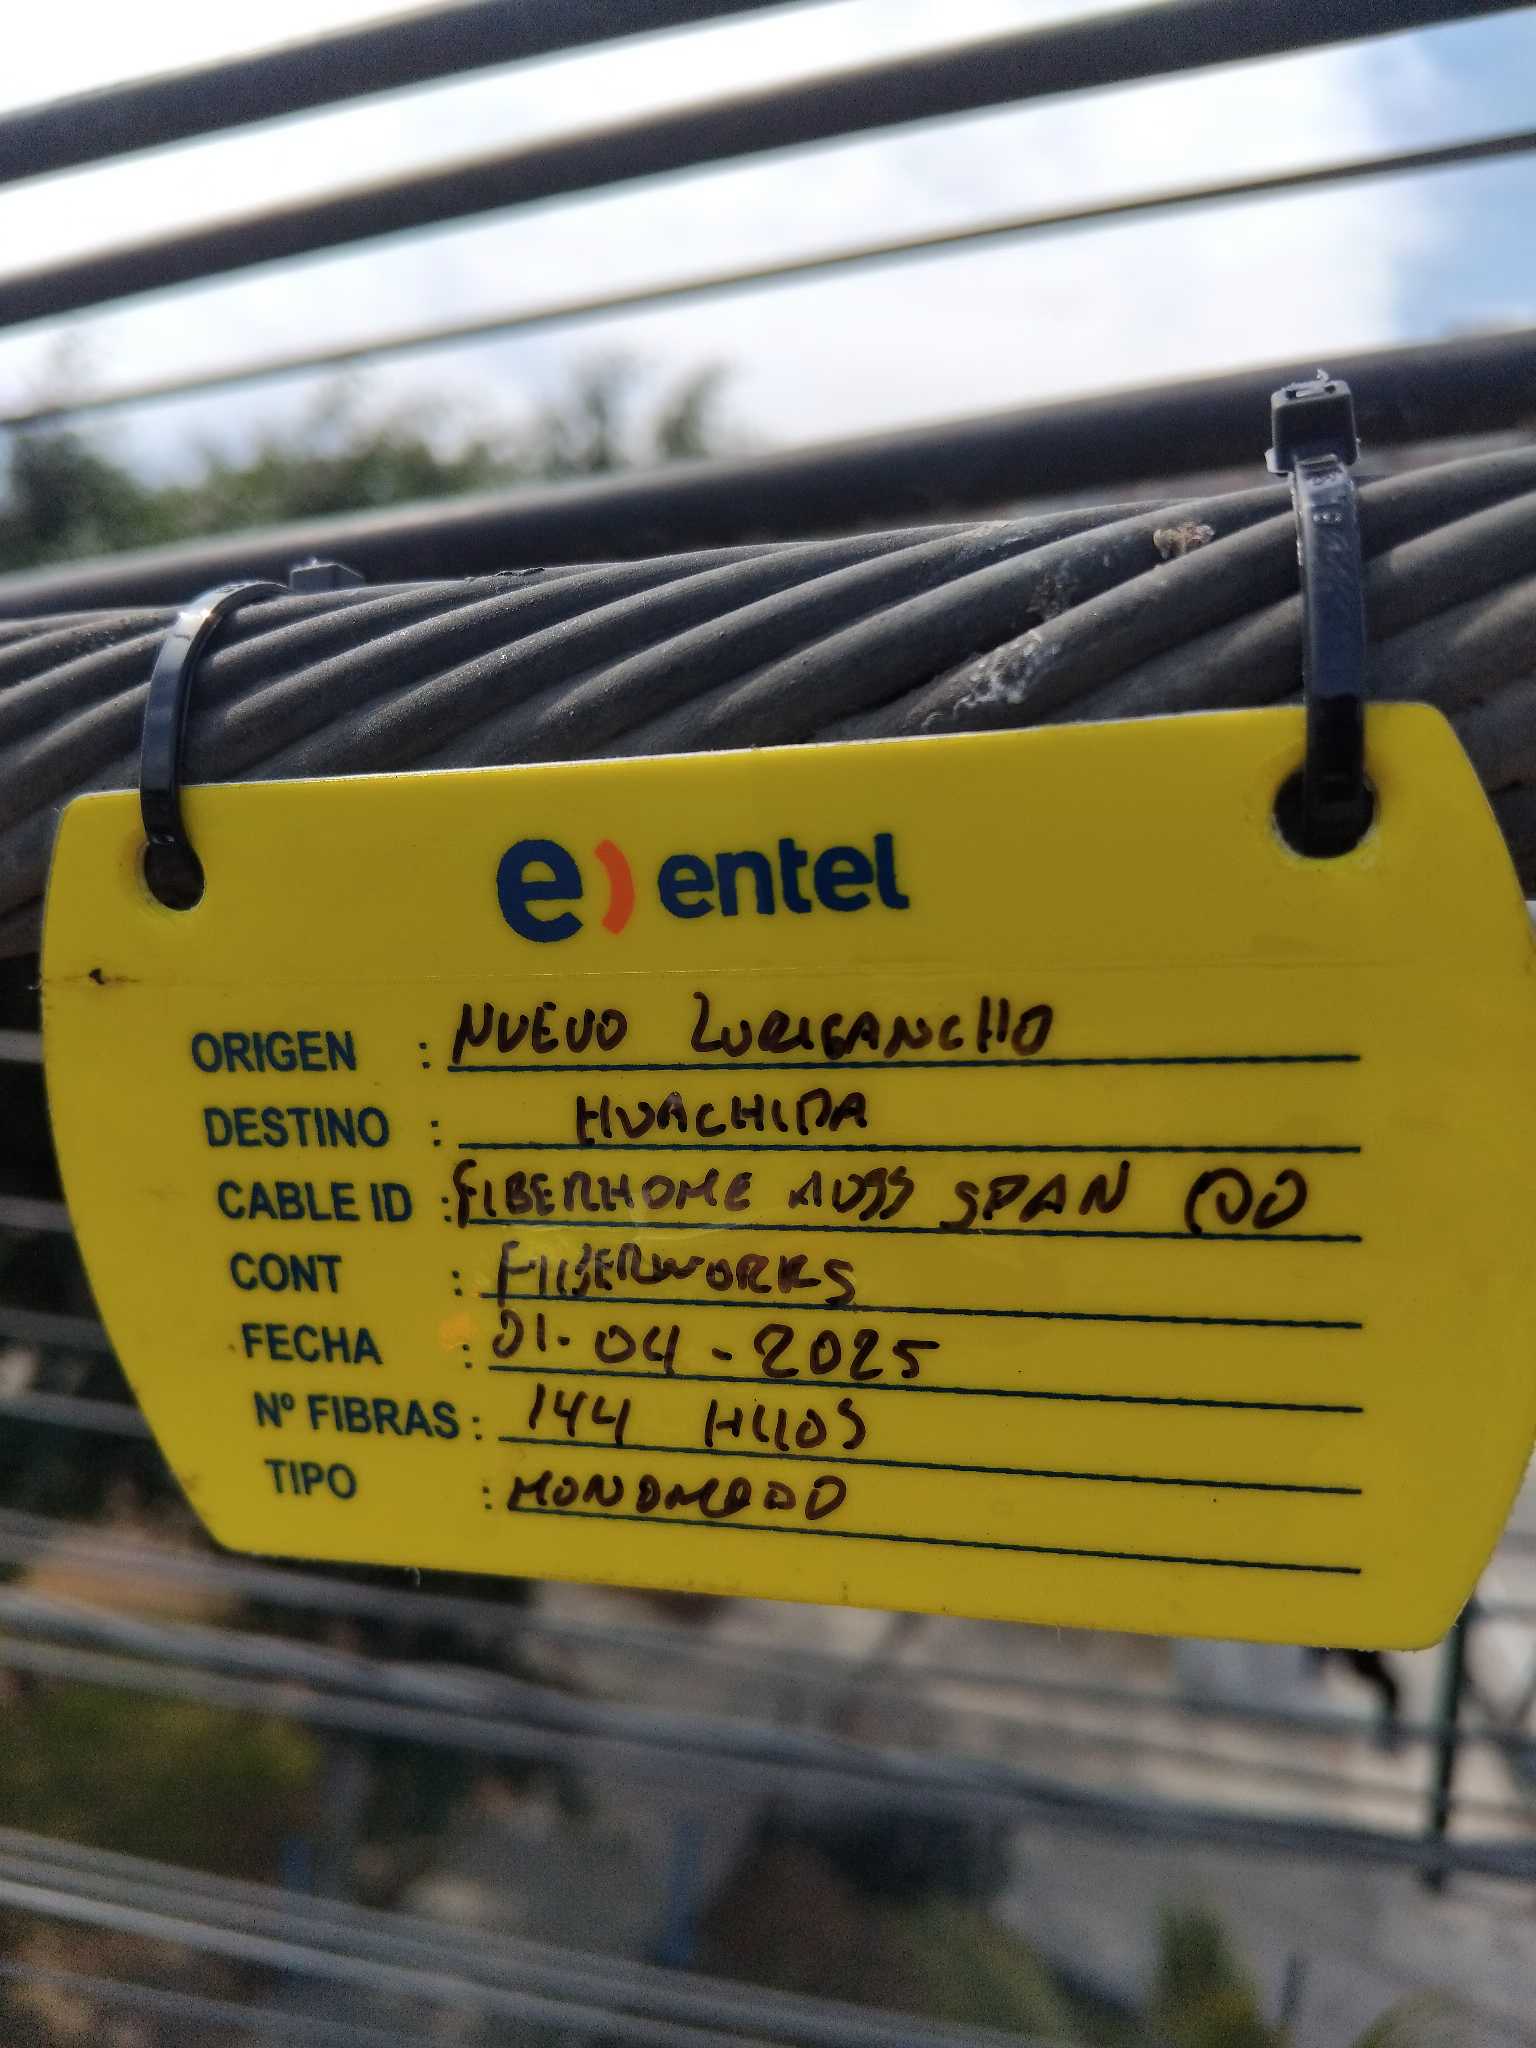 e) entel
ORIGEN : NUEVO LURIGANCHO
DESTINO : HUACHIPA
CABLE ID : FIBERHOME ADSS SPAN 200
CONT : FIBERWORKS
FECHA : 01-04-2025
Nº FIBRAS : 144 HILOS
TIPO : MONOMODO